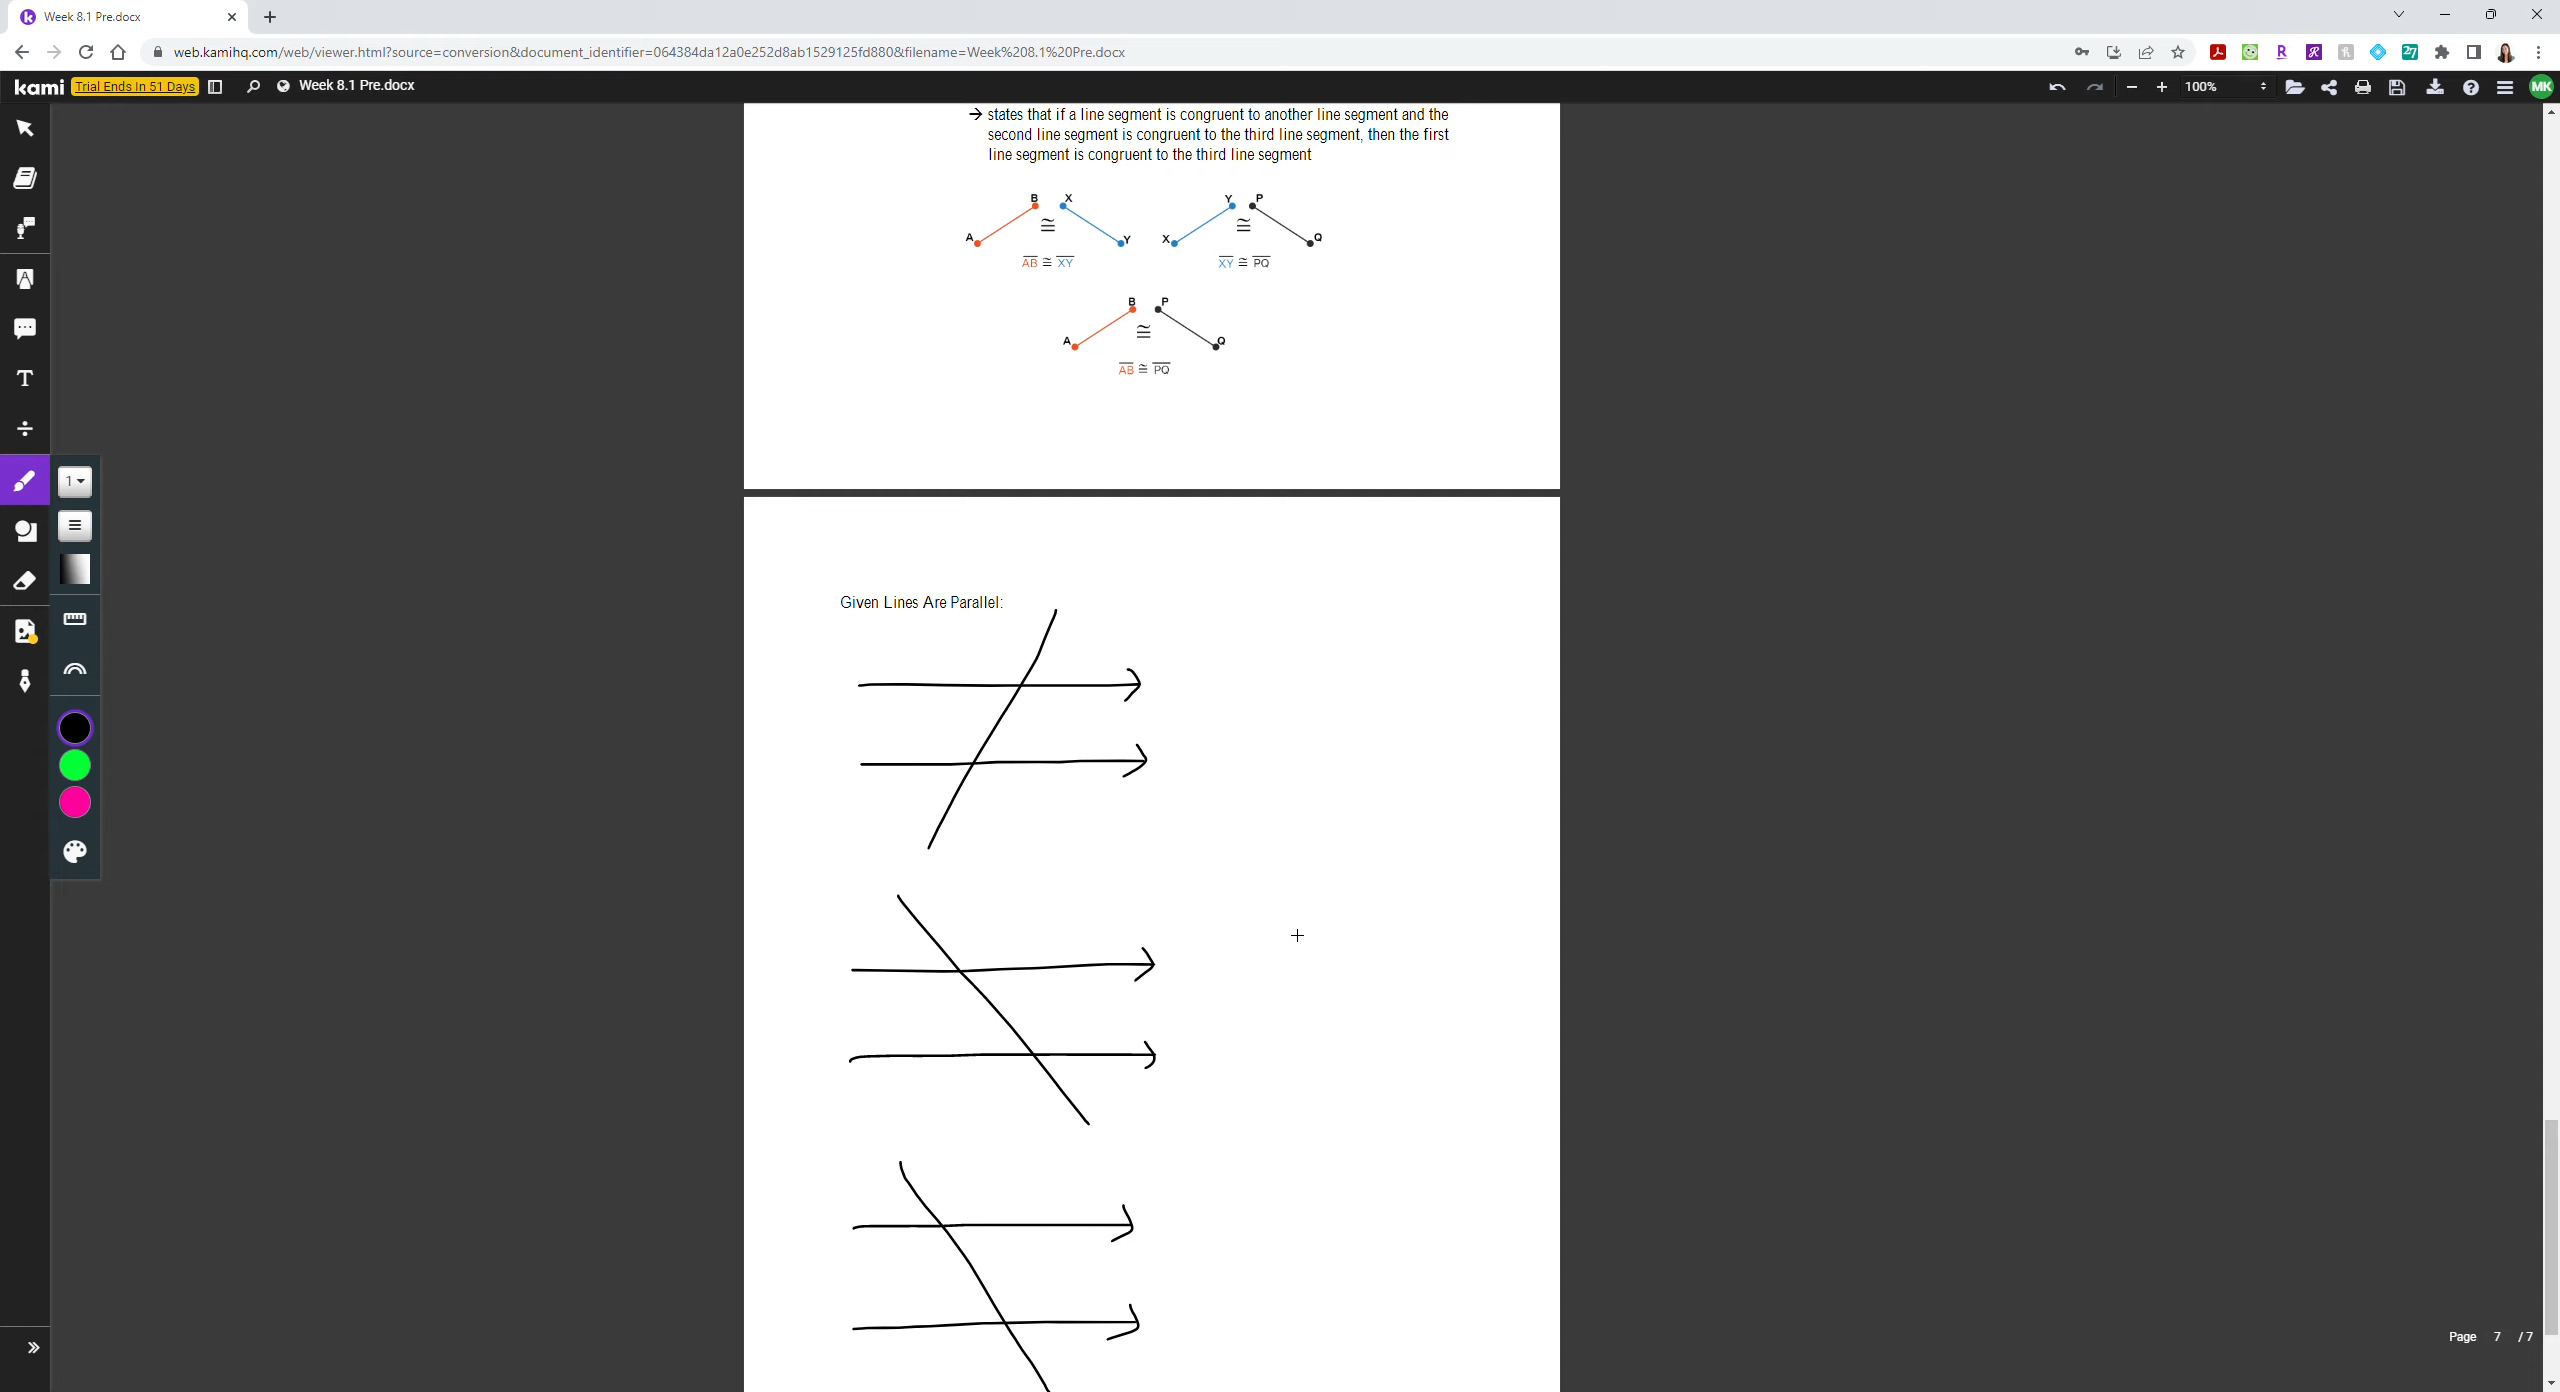 Week 8.1 Pre.docx
web.kamihq.com/web/viewer.html?source=conversion&document_identifier=064384da12a0e252d8ab1529125fd880&filename=Week%208.1%20Pre.docx
kami Trial Ends In 51 Days Week 8.1 Pre.docx 100% MK
→ states that if a line segment is congruent to another line segment and the
second line segment is congruent to the third line segment, then the first
line segment is congruent to the third line segment
B X Y P
≅ ≅
A Y X Q
AB ≅ XY XY ≅ PQ
B P
≅
A Q
AB ≅ PQ
1
Given Lines Are Parallel:
Page 7 / 7